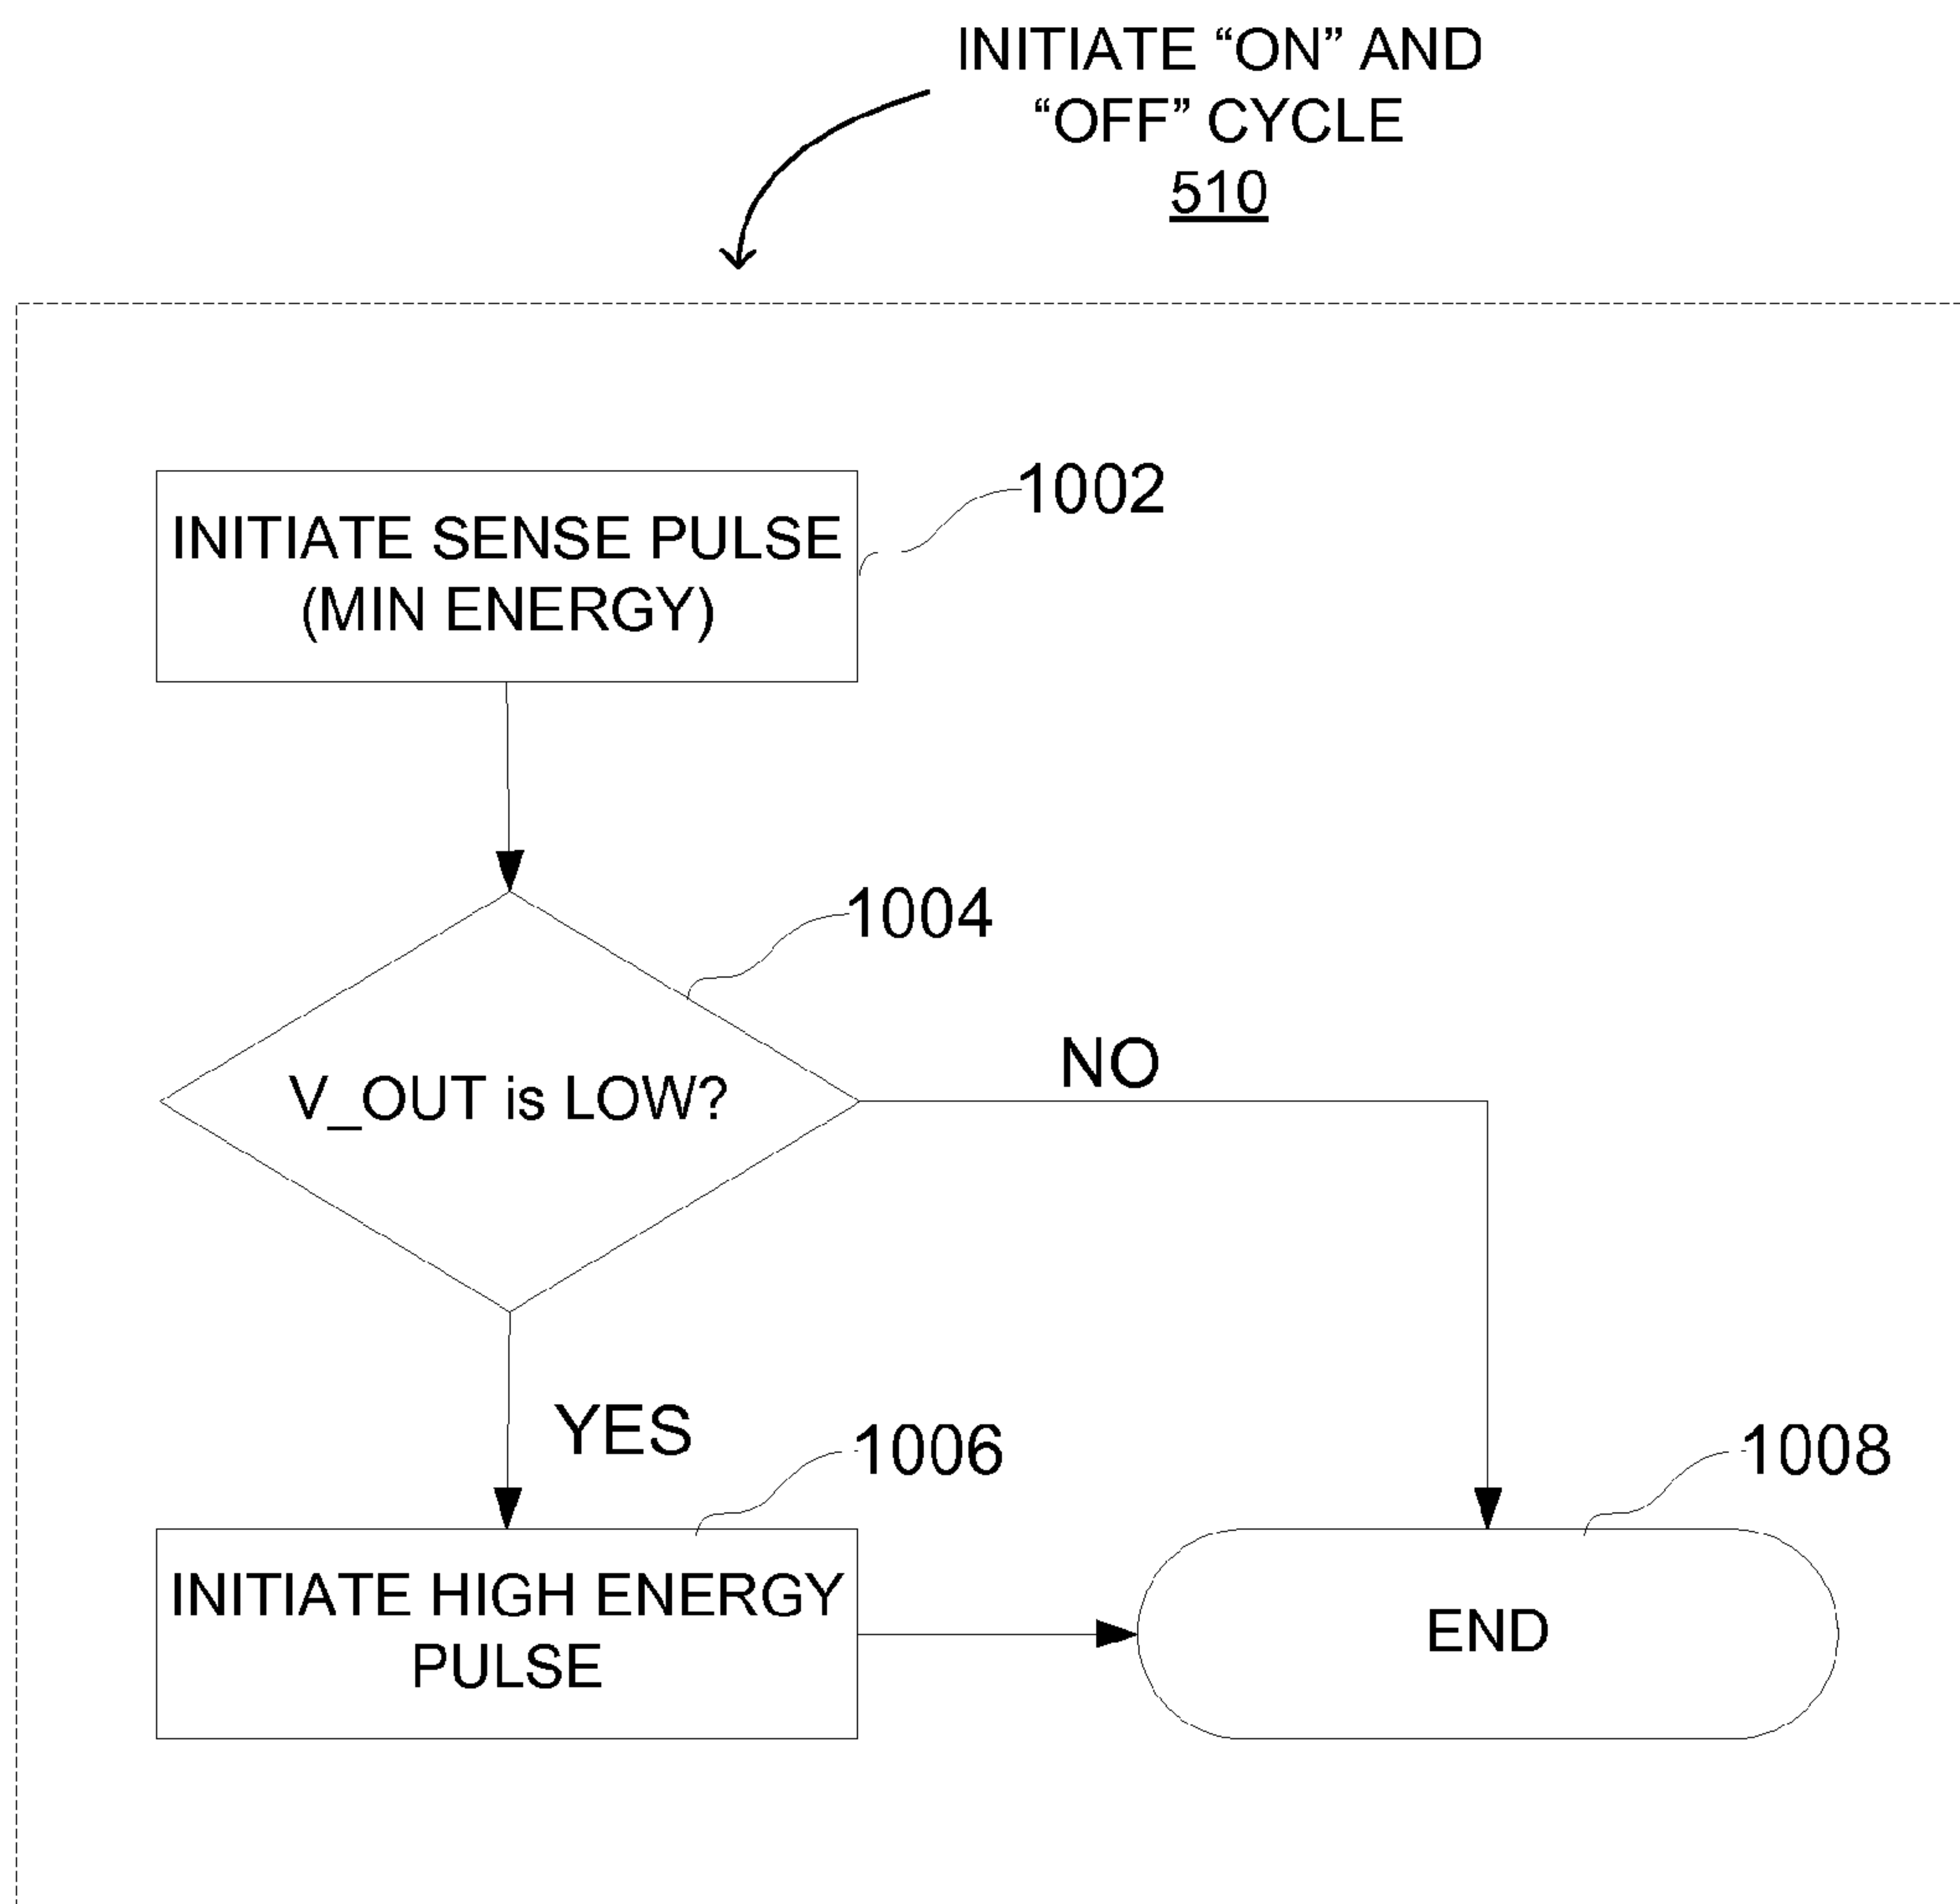 INITIATE “ON” AND
“OFF” CYCLE
510
1002
INITIATE SENSE PULSE
(MIN ENERGY)
1004
V_OUT is LOW?
NO
YES
1006
1008
INITIATE HIGH ENERGY
PULSE
END